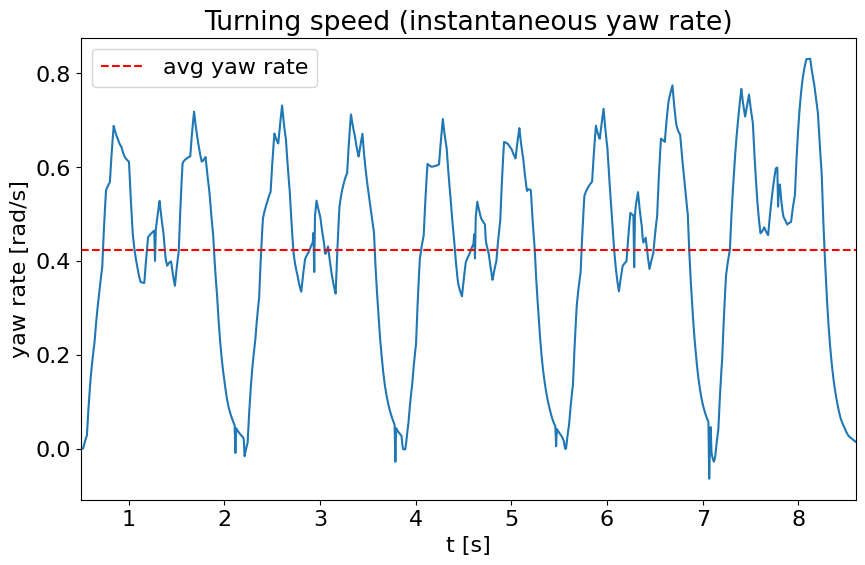 Turning speed (instantaneous yaw rate)
avg yaw rate
yaw rate [rad/s]
0.8
0.6
0.4
0.2
0.0
1 2 3 4 5 6 7 8
t [s]